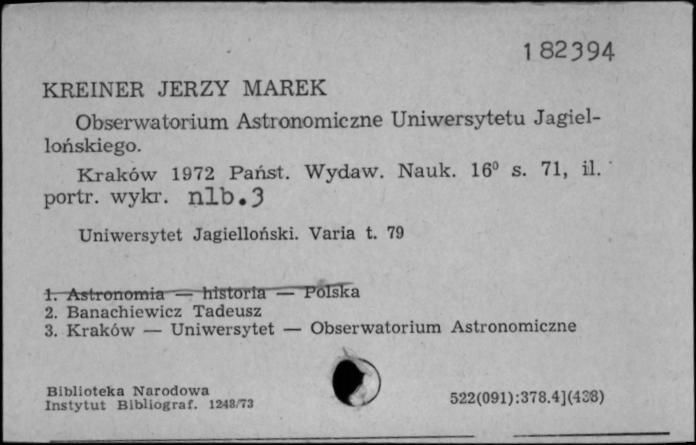 182394
KREINER JERZY MAREK
Obserwatorium Astronomiczne Uniwersytetu Jagiel-
lońskiego.
Kraków 1972 Państ. Wydaw. Nauk. 16⁰ s. 71, il.
portr. wykr. nlb.3
Uniwersytet Jagielloński. Varia t. 79
1. Astronomia — historia — Polska
2. Banachiewicz Tadeusz
3. Kraków — Uniwersytet — Obserwatorium Astronomiczne
Biblioteka Narodowa
Instytut Bibliograf. 1248/73
522(091):378.4](438)